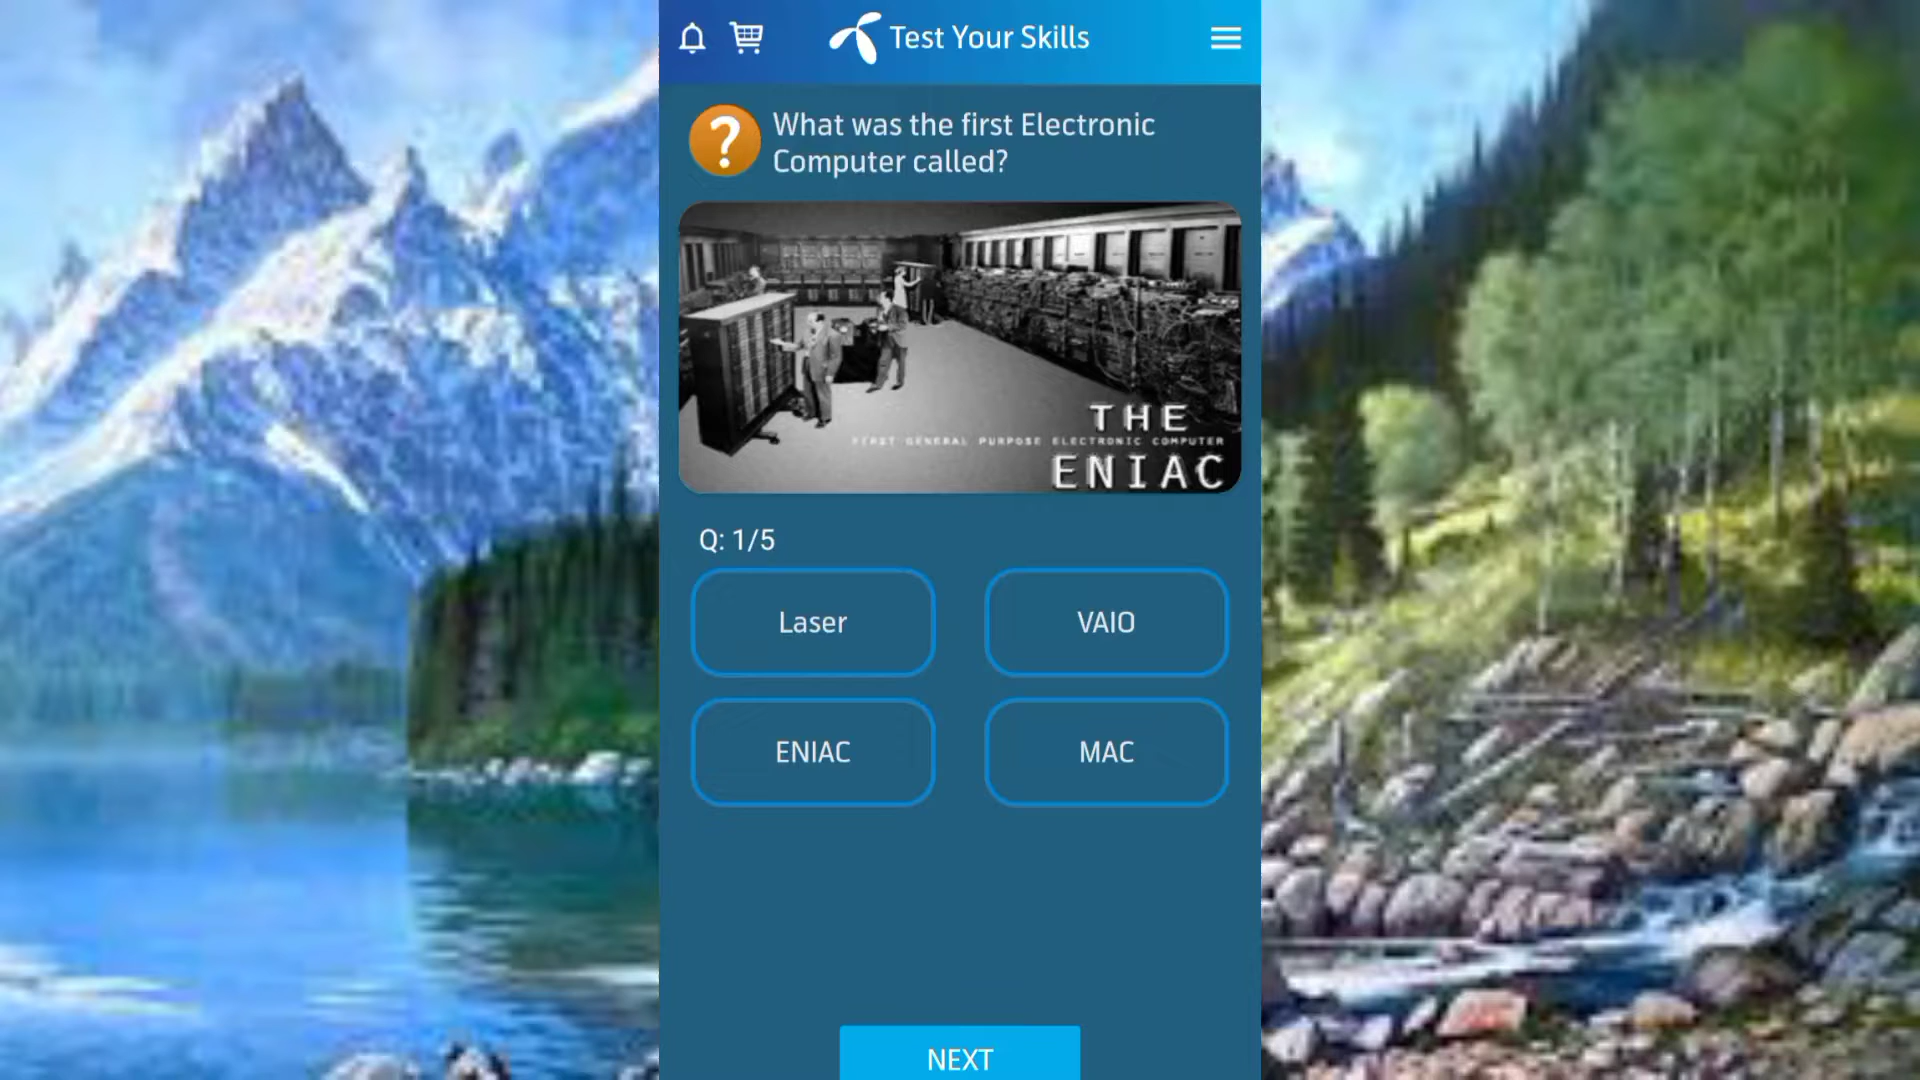 Test Your Skills
?
What was the first Electronic
Computer called?
THE
FIRST GENERAL PURPOSE ELECTRONIC COMPUTER
ENIAC
Q: 1/5
Laser
VAIO
ENIAC
MAC
NEXT